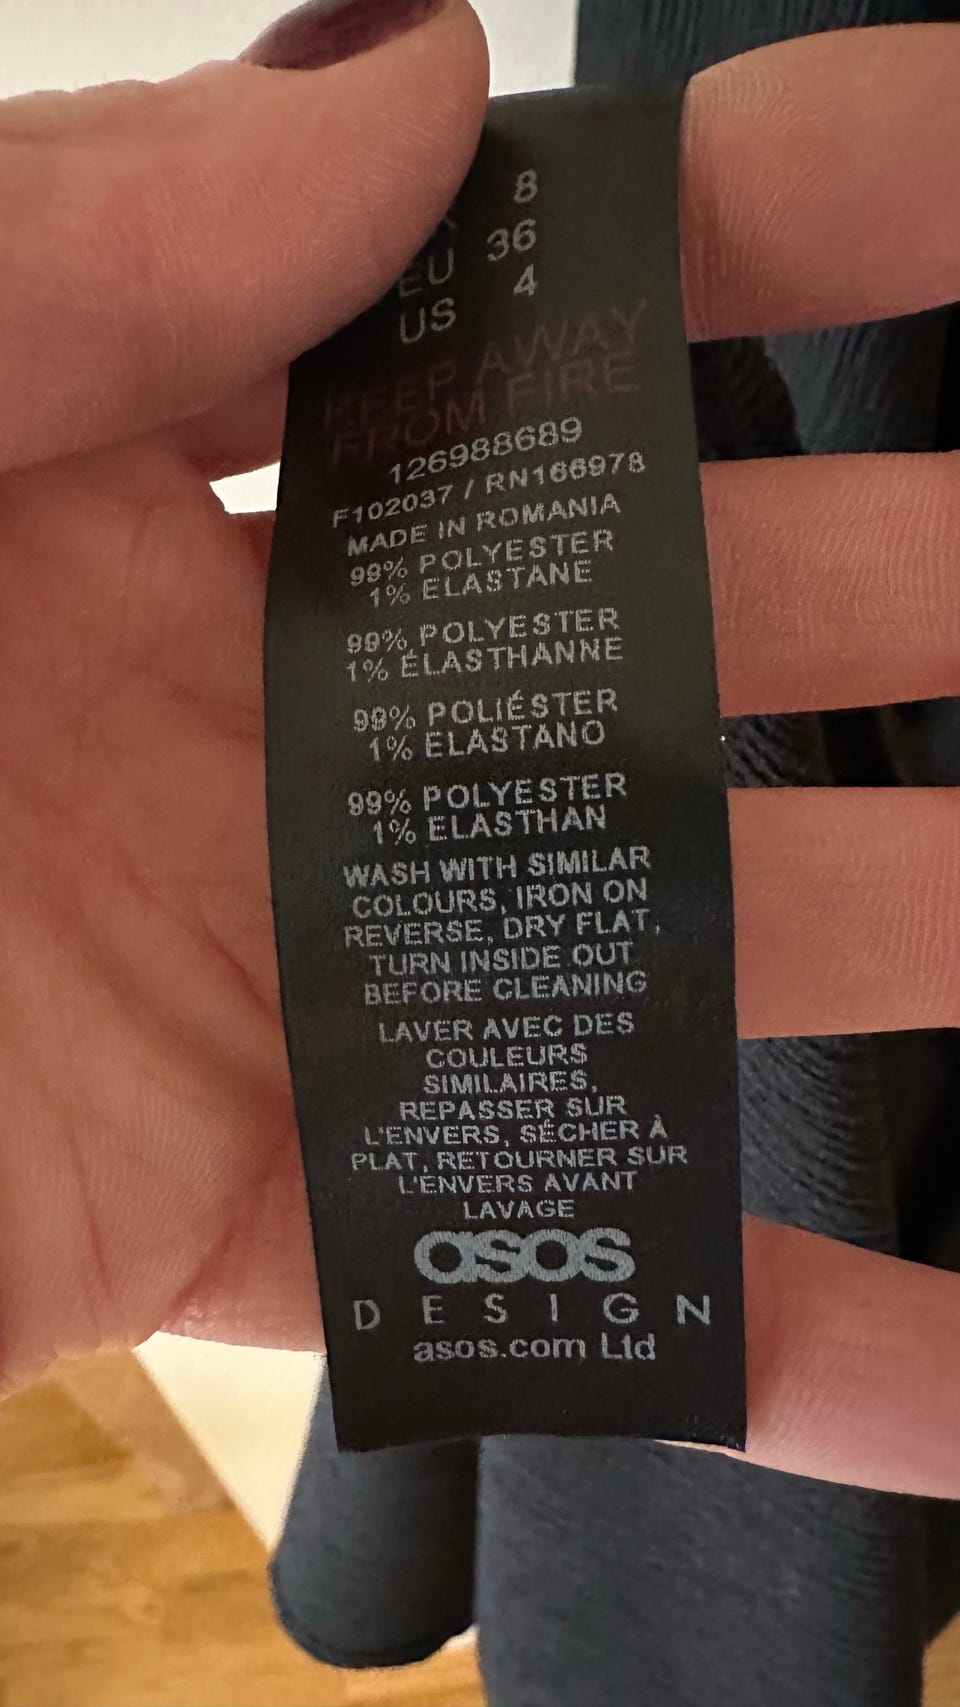 8
EU 36
US 4
KEEP AWAY
FROM FIRE
126988689
F102037 / RN166978
MADE IN ROMANIA
99% POLYESTER
1% ELASTANE
99% POLYESTER
1% ÉLASTHANNE
99% POLIÉSTER
1% ELASTANO
99% POLYESTER
1% ELASTHAN
WASH WITH SIMILAR
COLOURS, IRON ON
REVERSE, DRY FLAT,
TURN INSIDE OUT
BEFORE CLEANING
LAVER AVEC DES
COULEURS
SIMILAIRES,
REPASSER SUR
L'ENVERS, SÉCHER À
PLAT, RETOURNER SUR
L'ENVERS AVANT
LAVAGE
asos
DESIGN
asos.com Ltd